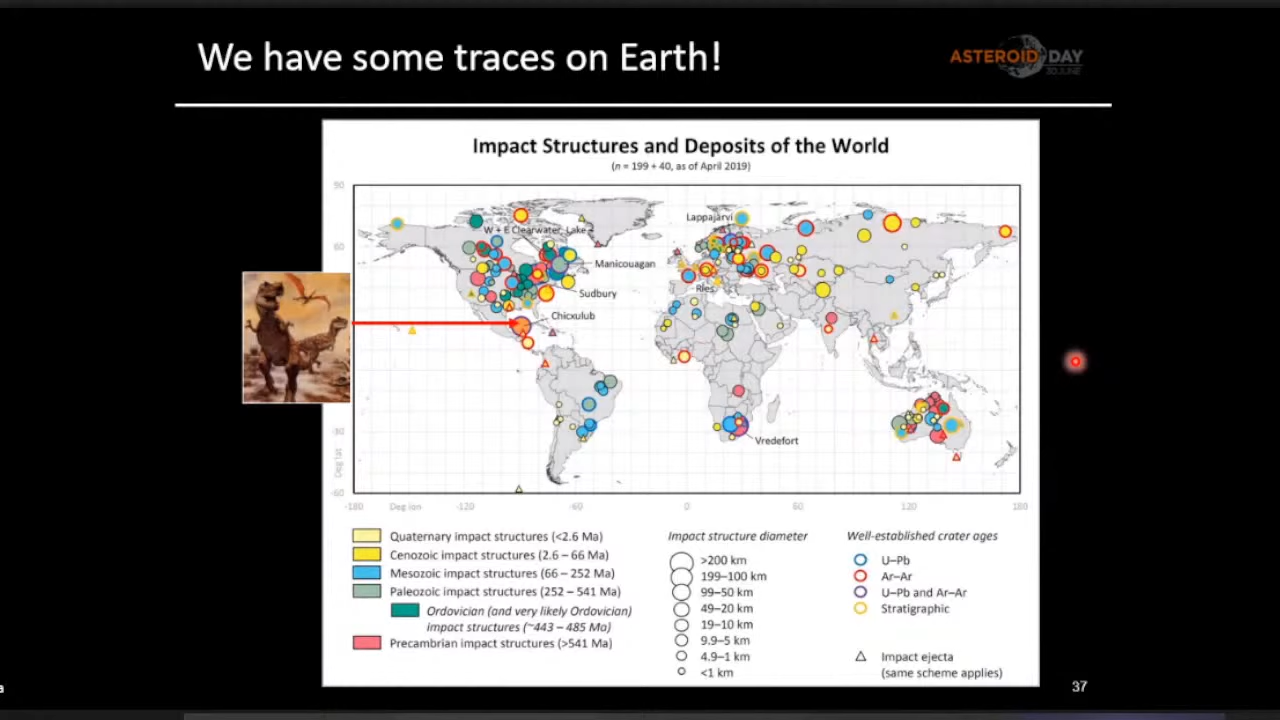 We have some traces on Earth!
ASTEROID DAY
30 JUNE
Impact Structures and Deposits of the World
(n = 199 + 40, as of April 2019)
90
Lappajärvi
W + E Clearwater Lake
60
Manicouagan
Ries
Sudbury
Chicxulub
-30
Vredefort
Deg lat
-60
-180
Deg lon
-120
-60
0
60
120
180
Quaternary impact structures (<2.6 Ma)
Cenozoic impact structures (2.6 – 66 Ma)
Mesozoic impact structures (66 – 252 Ma)
Paleozoic impact structures (252 – 541 Ma)
Ordovician (and very likely Ordovician)
impact structures (~443 – 485 Ma)
Precambrian impact structures (>541 Ma)
Impact structure diameter
>200 km
199–100 km
99–50 km
49–20 km
19–10 km
9.9–5 km
4.9–1 km
<1 km
Well-established crater ages
U–Pb
Ar–Ar
U–Pb and Ar–Ar
Stratigraphic
Impact ejecta
(same scheme applies)
37
a